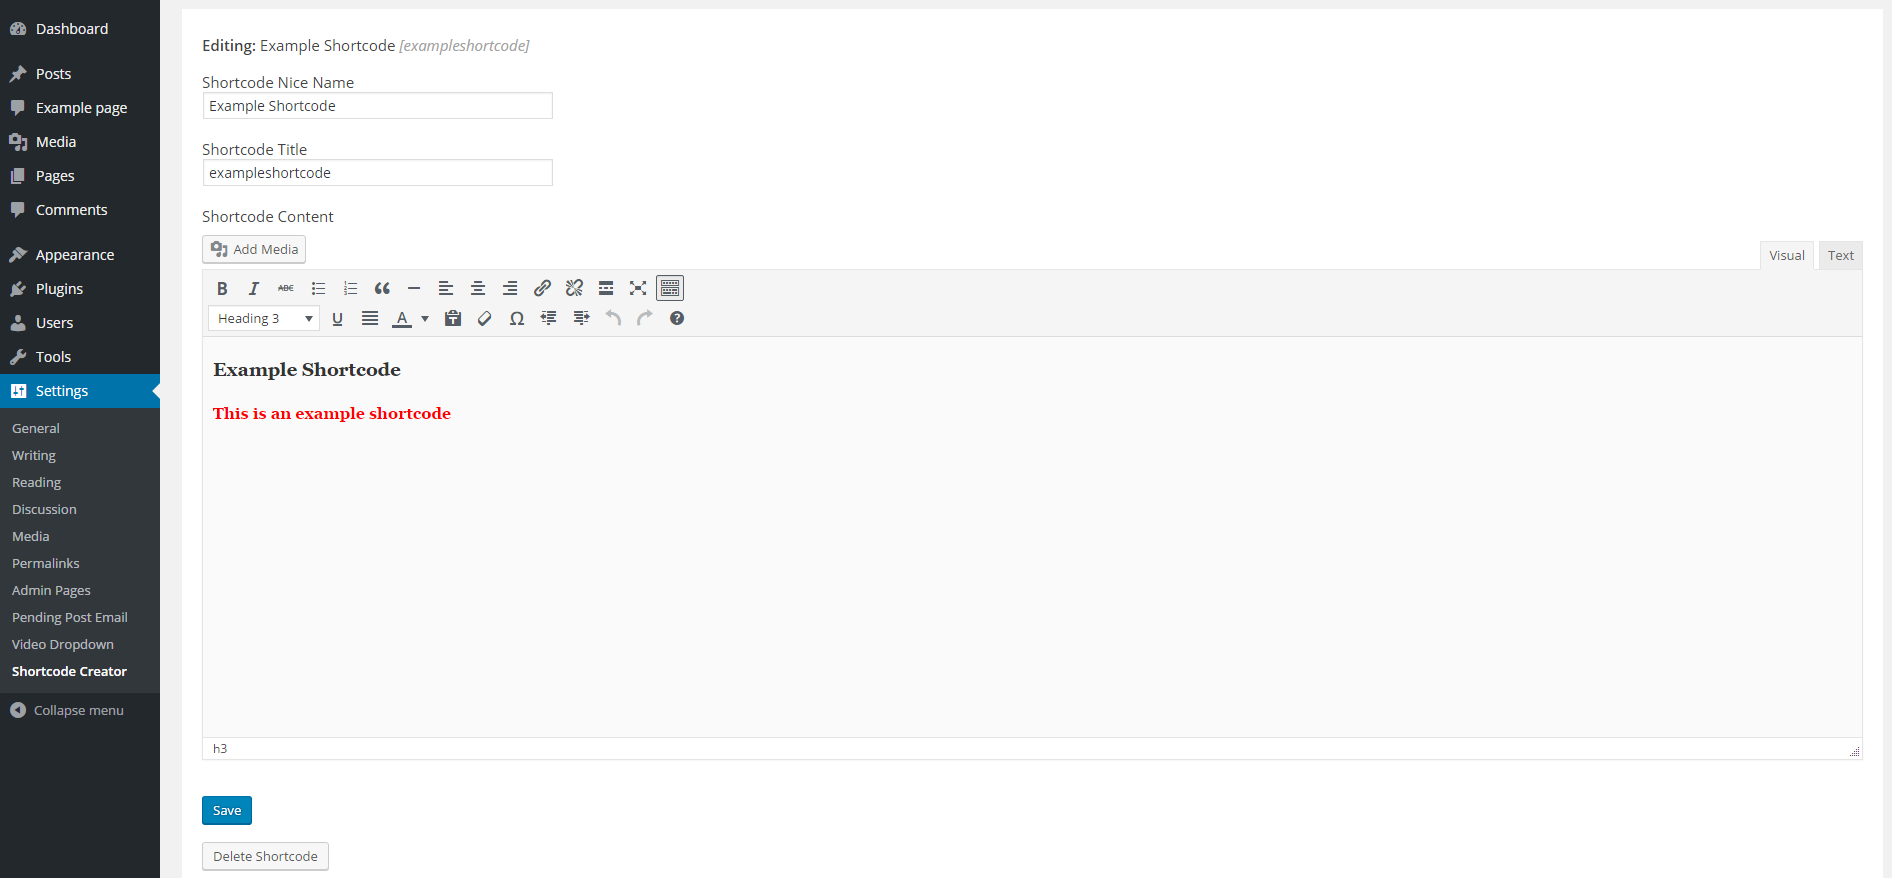 Dashboard
Posts
Example page
Media
Pages
Comments
Appearance
Plugins
Users
Tools
Settings
General
Writing
Reading
Discussion
Media
Permalinks
Admin Pages
Pending Post Email
Video Dropdown
Shortcode Creator
Collapse menu
Editing: Example Shortcode [exampleshortcode]
Shortcode Nice Name
Example Shortcode
Shortcode Title
exampleshortcode
Shortcode Content
Add Media
Visual Text
B I ABC
Heading 3 U A Ω ?
Example Shortcode
This is an example shortcode
h3
Save
Delete Shortcode